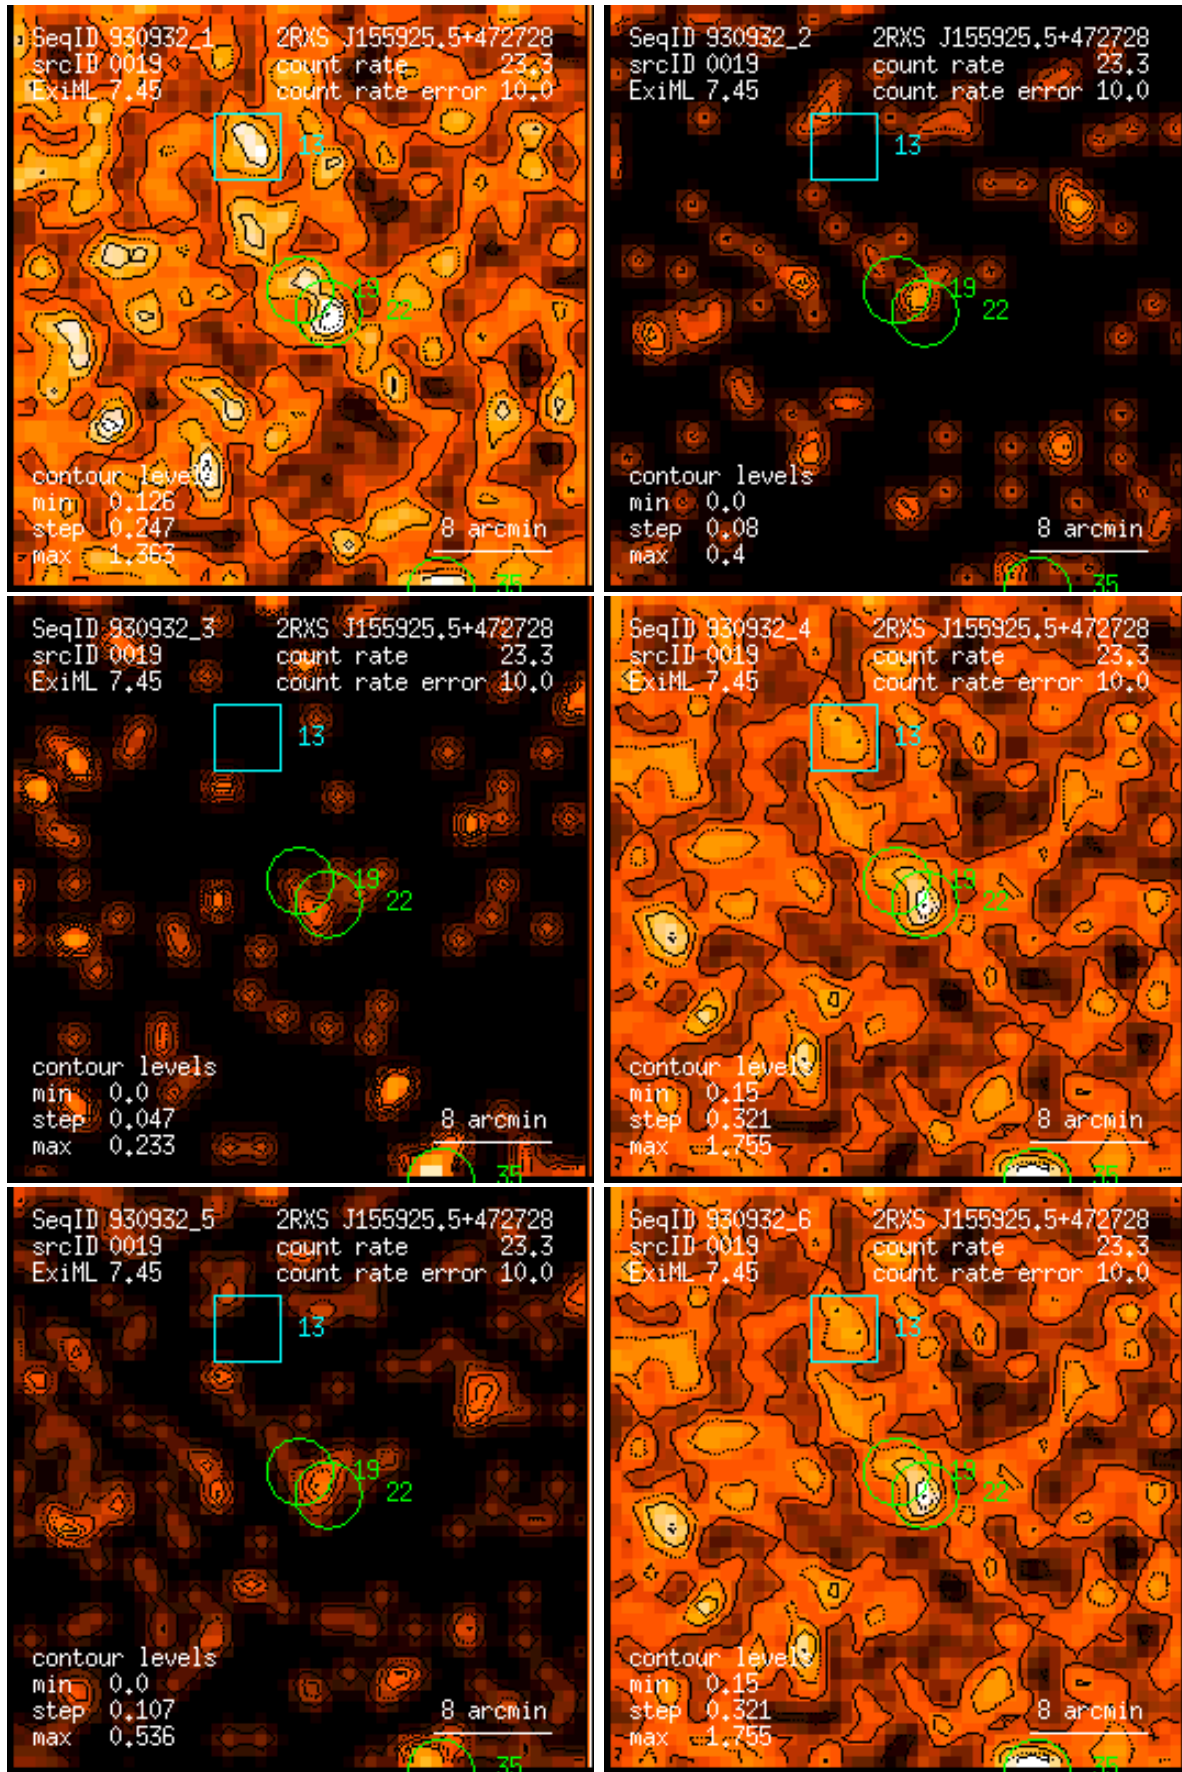 SeqID 930932_1 2RXS J155925.5+472728
srcID 0019 count rate 23.3
ExiML 7.45 count rate error 10.0
13
19
22
contour levels
min 0.126
step 0.247 8 arcmin
max 1.363
35
SeqID 930932_2 2RXS J155925.5+472728
srcID 0019 count rate 23.3
ExiML 7.45 count rate error 10.0
13
19
22
contour levels
min 0.0
step 0.08 8 arcmin
max 0.4
35
SeqID 930932_3 2RXS J155925.5+472728
srcID 0019 count rate 23.3
ExiML 7.45 count rate error 10.0
13
19
22
contour levels
min 0.0
step 0.047 8 arcmin
max 0.233
35
SeqID 930932_4 2RXS J155925.5+472728
srcID 0019 count rate 23.3
ExiML 7.45 count rate error 10.0
13
19
22
contour levels
min 0.15
step 0.321 8 arcmin
max 1.755
35
SeqID 930932_5 2RXS J155925.5+472728
srcID 0019 count rate 23.3
ExiML 7.45 count rate error 10.0
13
19
22
contour levels
min 0.0
step 0.107 8 arcmin
max 0.536
35
SeqID 930932_6 2RXS J155925.5+472728
srcID 0019 count rate 23.3
ExiML 7.45 count rate error 10.0
13
19
22
contour levels
min 0.15
step 0.321 8 arcmin
max 1.755
35